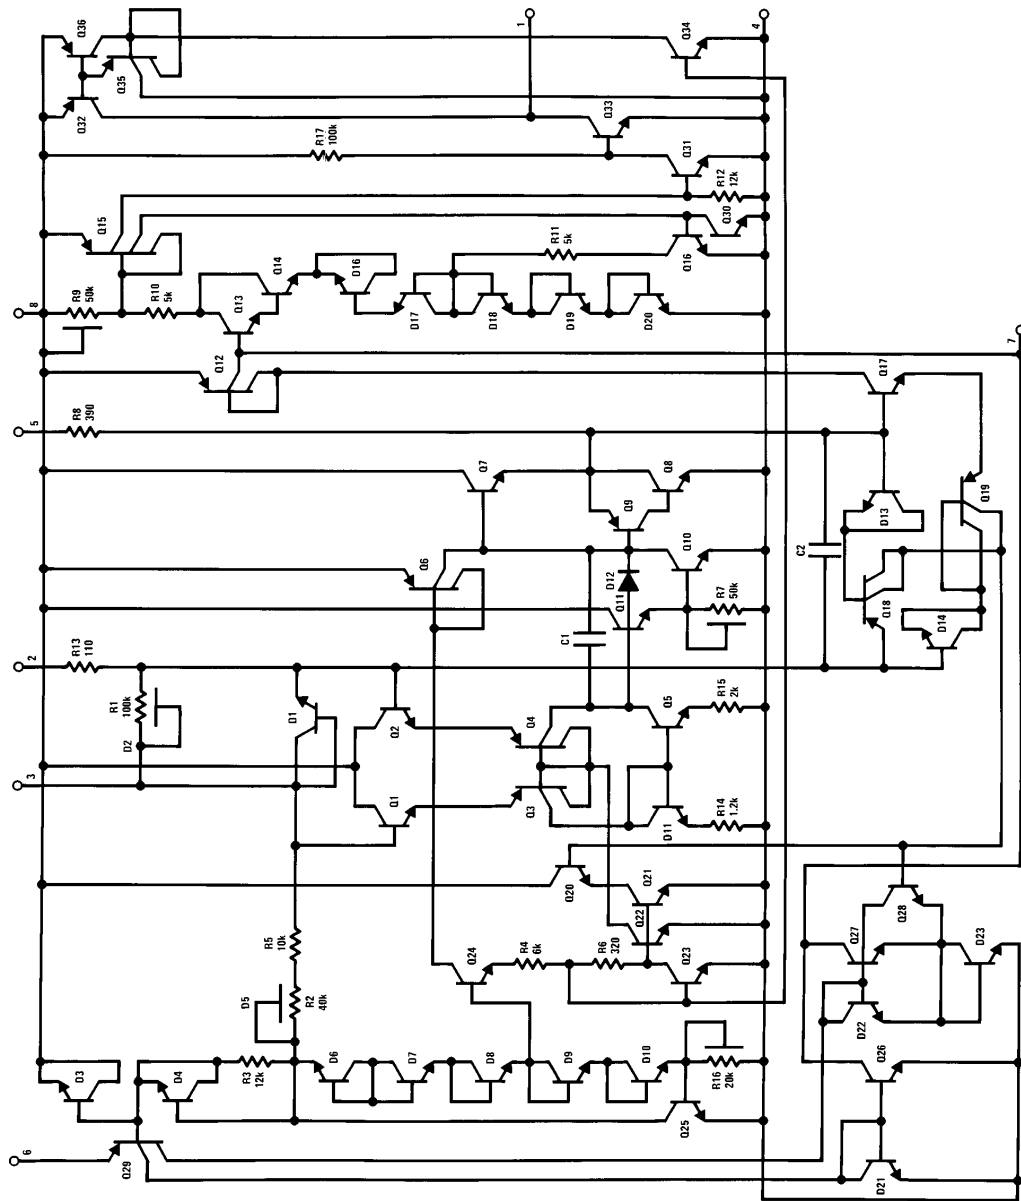 Q36
Q35
Q32
1
Q34
4
Q33
R17
100k
Q31
R12
12k
Q15
Q30
R11
5k
Q16
8
R9
50k
R10
5k
Q14
Q13
D16
D17
D18
D19
D20
Q12
7
5
R8
390
Q17
Q7
Q8
Q9
Q6
Q10
D12
Q11
R7
50k
C1
C2
D13
Q18
D14
Q19
2
R13
110
R1
100k
D2
D1
Q2
Q4
Q5
R15
2k
3
Q1
Q3
D11
R14
1.2k
Q20
Q21
Q22
R5
10k
D5
R2
40k
Q24
R4
6k
R6
320
Q23
Q28
Q27
D23
D22
Q26
D3
D4
R3
12k
D6
D7
D8
D9
D10
R16
20k
Q25
6
Q29
D21